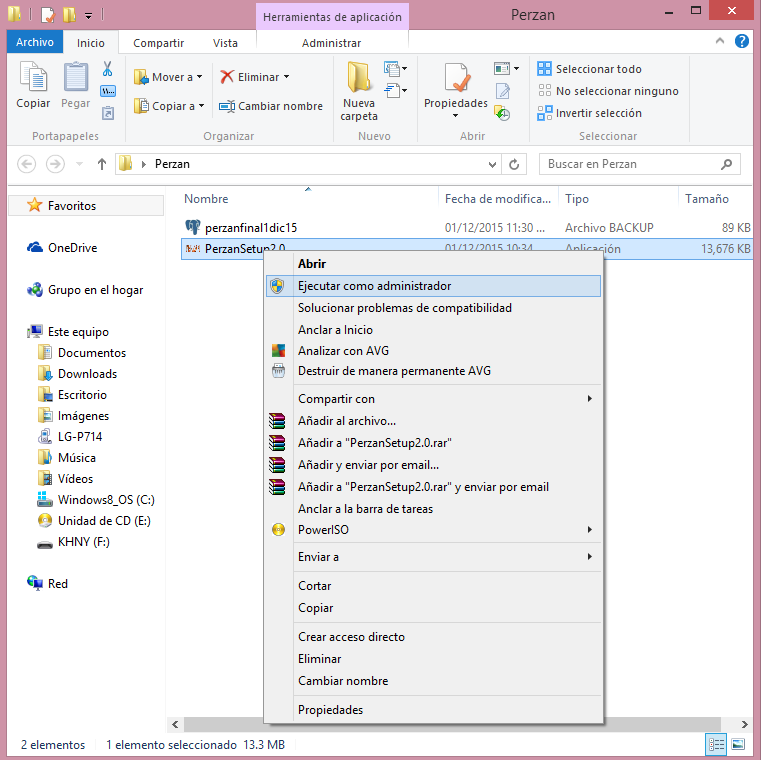 Herramientas de aplicación
Perzan
Archivo
Inicio
Compartir
Vista
Administrar
Copiar
Pegar
Mover a
Copiar a
Eliminar
Cambiar nombre
Nueva
carpeta
Propiedades
Seleccionar todo
No seleccionar ninguno
Invertir selección
Portapapeles
Organizar
Nuevo
Abrir
Seleccionar
Perzan
Buscar en Perzan
Nombre
Fecha de modifica...
Tipo
Tamaño
perzanfinal1dic15
01/12/2015 11:30 ...
Archivo BACKUP
89 KB
PerzanSetup2.0
01/12/2015 10:34
Aplicación
13,676 KB
Favoritos
OneDrive
Grupo en el hogar
Este equipo
Documentos
Downloads
Escritorio
Imágenes
LG-P714
Música
Vídeos
Windows8_OS (C:)
Unidad de CD (E:)
KHNY (F:)
Red
Abrir
Ejecutar como administrador
Solucionar problemas de compatibilidad
Anclar a Inicio
Analizar con AVG
Destruir de manera permanente AVG
Compartir con
Añadir al archivo...
Añadir a "PerzanSetup2.0.rar"
Añadir y enviar por email...
Añadir a "PerzanSetup2.0.rar" y enviar por email
Anclar a la barra de tareas
PowerISO
Enviar a
Cortar
Copiar
Crear acceso directo
Eliminar
Cambiar nombre
Propiedades
2 elementos
1 elemento seleccionado 13.3 MB